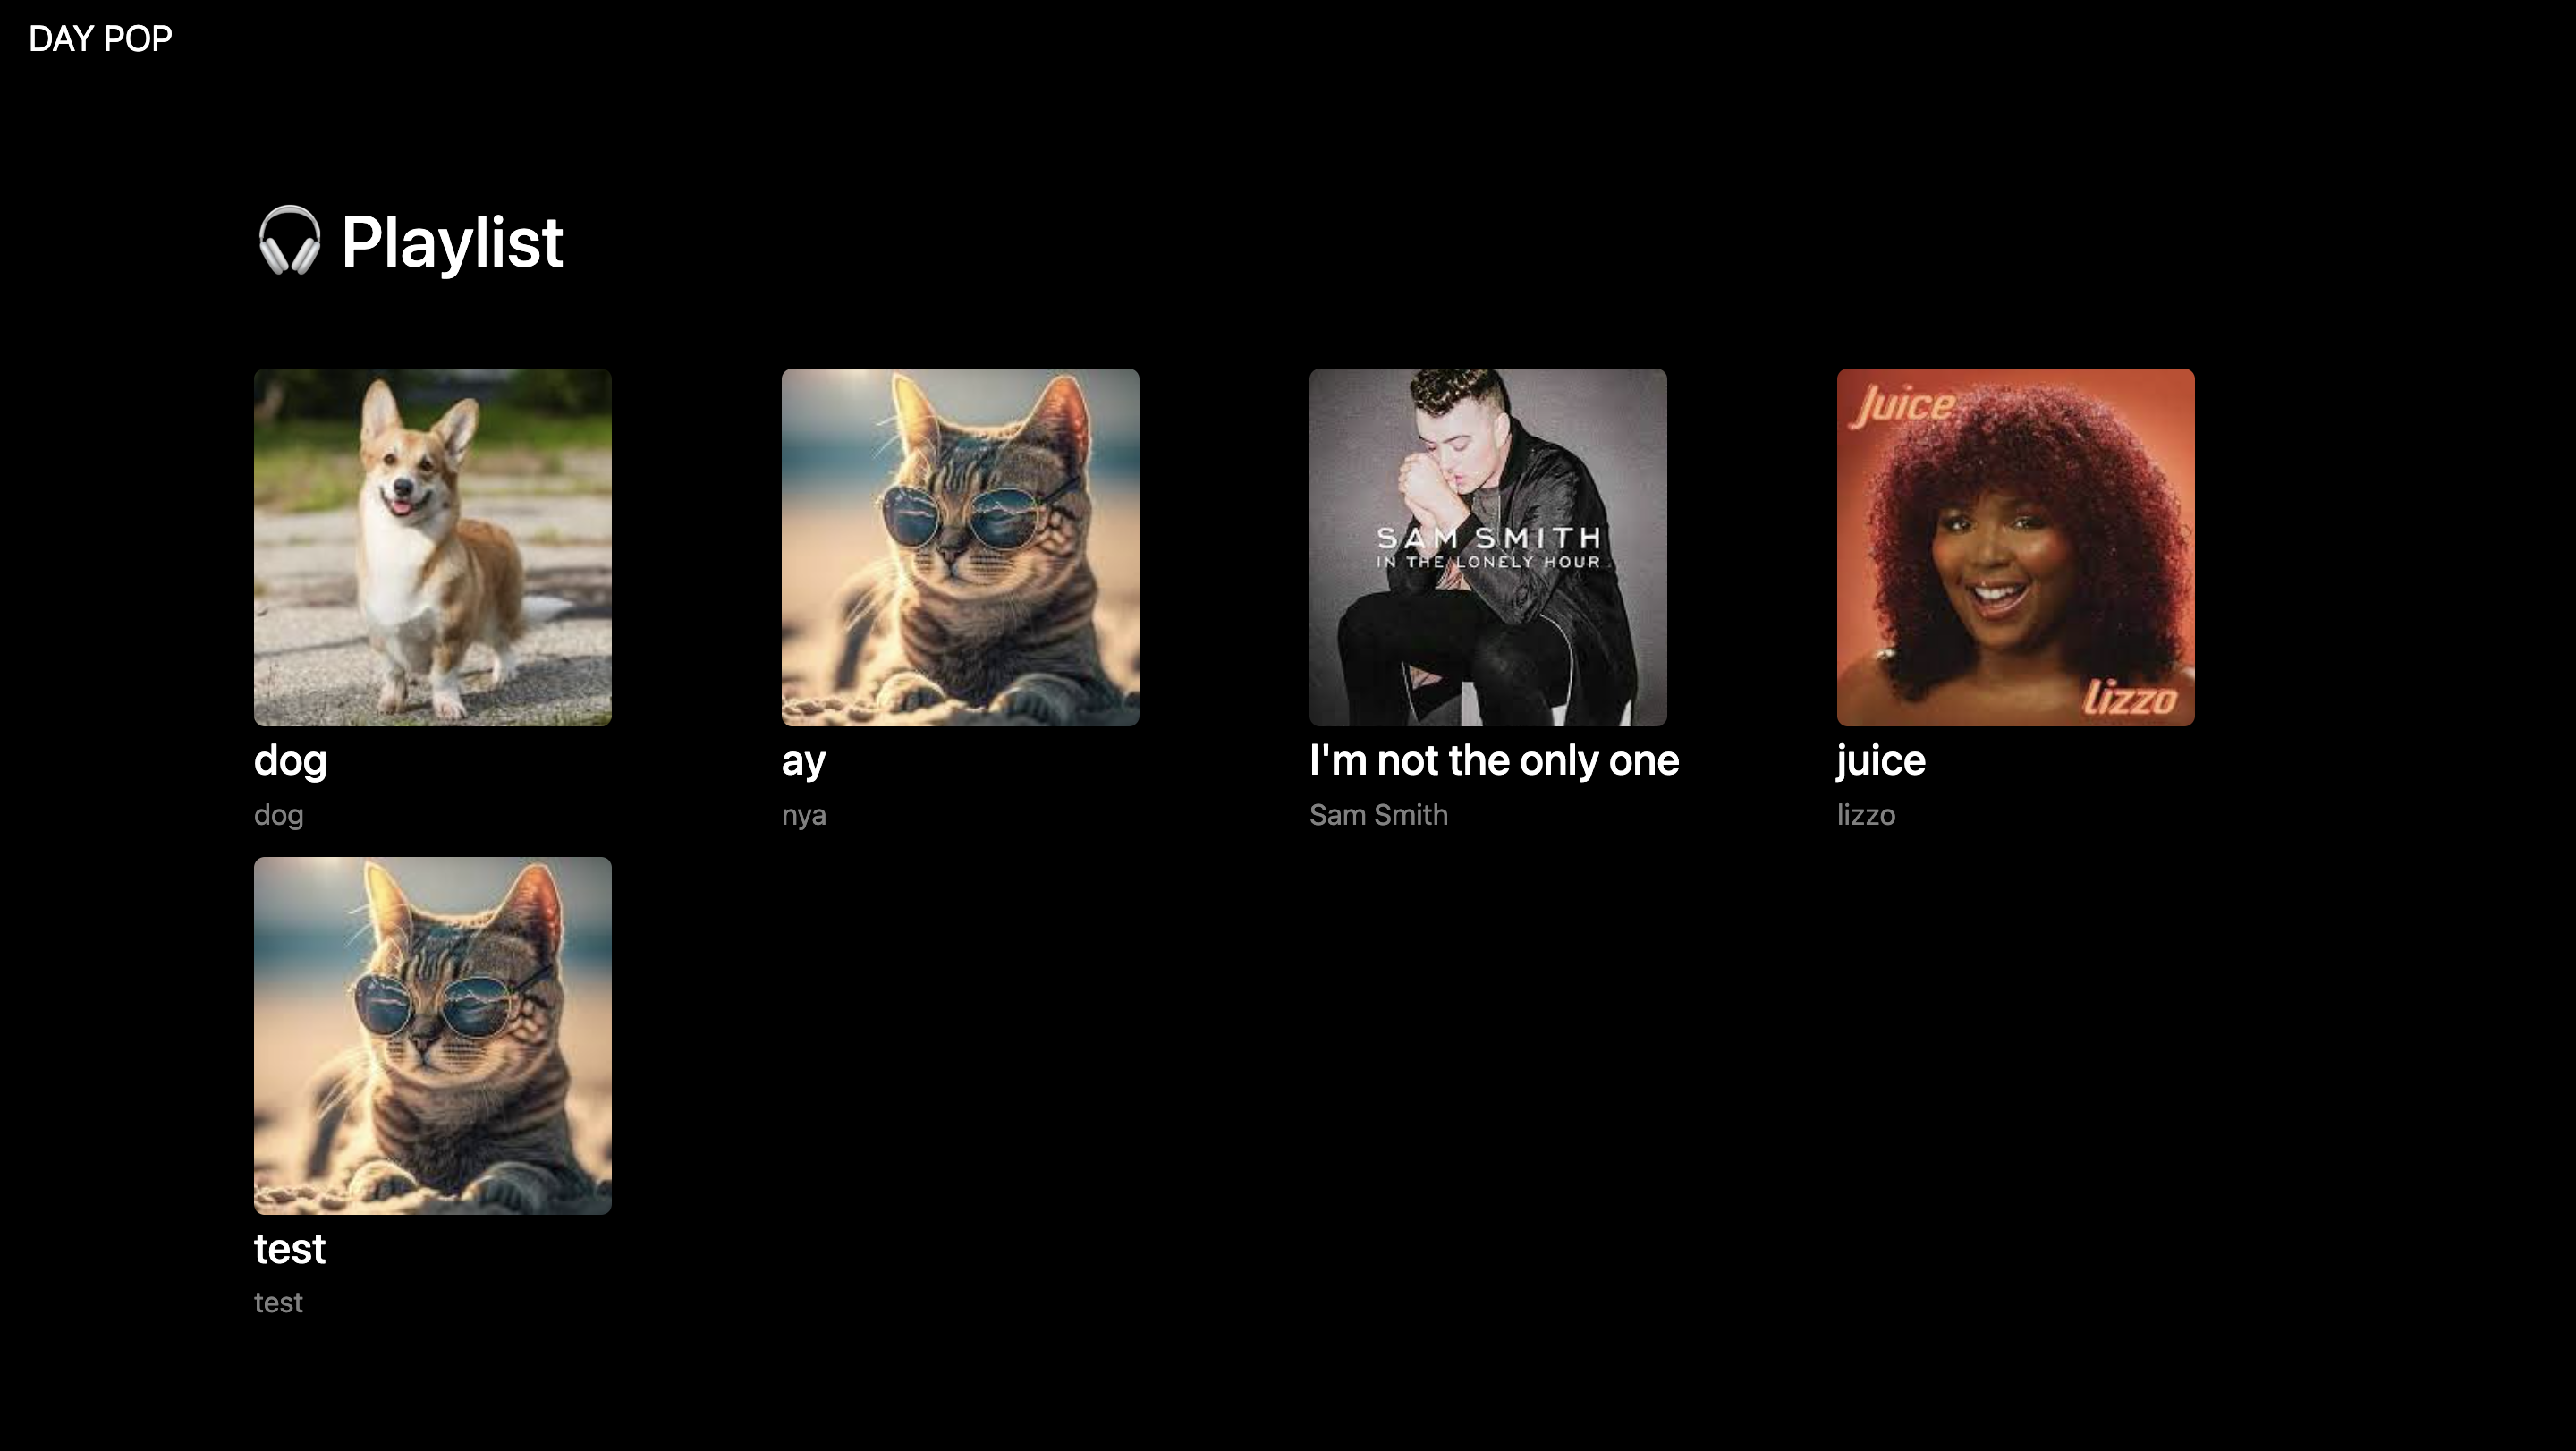 DAY POP
🎧 Playlist
Juice
lizzo
SAM SMITH
IN THE LONELY HOUR
dog
dog
ay
nya
I'm not the only one
Sam Smith
juice
lizzo
test
test